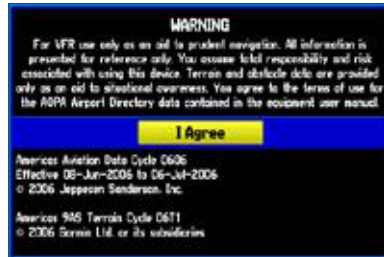 WARNING
For VFR use only as an aid to prudent navigation. All information is
presented for reference only. You assume total responsibility and risk
associated with using this device. Terrain and obstacle data are provided
only as an aid to situational awareness. You agree to the terms of use for
the AOPA Airport Directory data contained in the equipment user manual.
I Agree
Americas Aviation Data Cycle 0606
Effective 08-Jun-2006 to 06-Jul-2006
© 2006 Jeppesen Sanderson, Inc.
Americas 9AS Terrain Cycle 06T1
© 2006 Garmin Ltd. or its subsidiaries